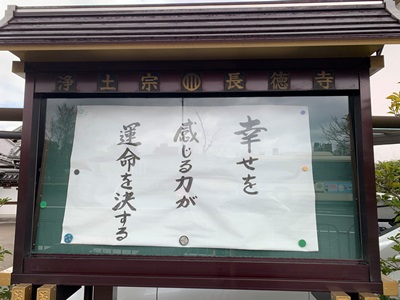 浄土宗 長徳寺
幸せを
感じる力が
運命を決する